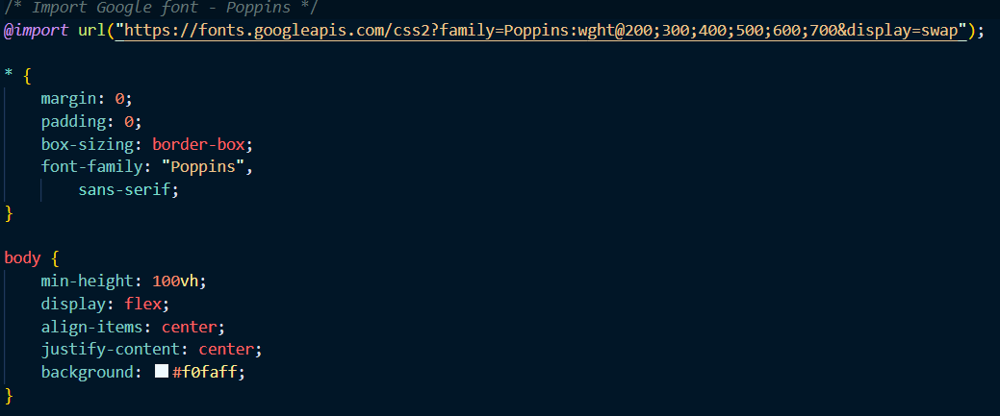 /* Import Google font - Poppins */
@import url("https://fonts.googleapis.com/css2?family=Poppins:wght@200;300;400;500;600;700&display=swap");

* {
    margin: 0;
    padding: 0;
    box-sizing: border-box;
    font-family: "Poppins",
        sans-serif;
}

body {
    min-height: 100vh;
    display: flex;
    align-items: center;
    justify-content: center;
    background: #f0faff;
}